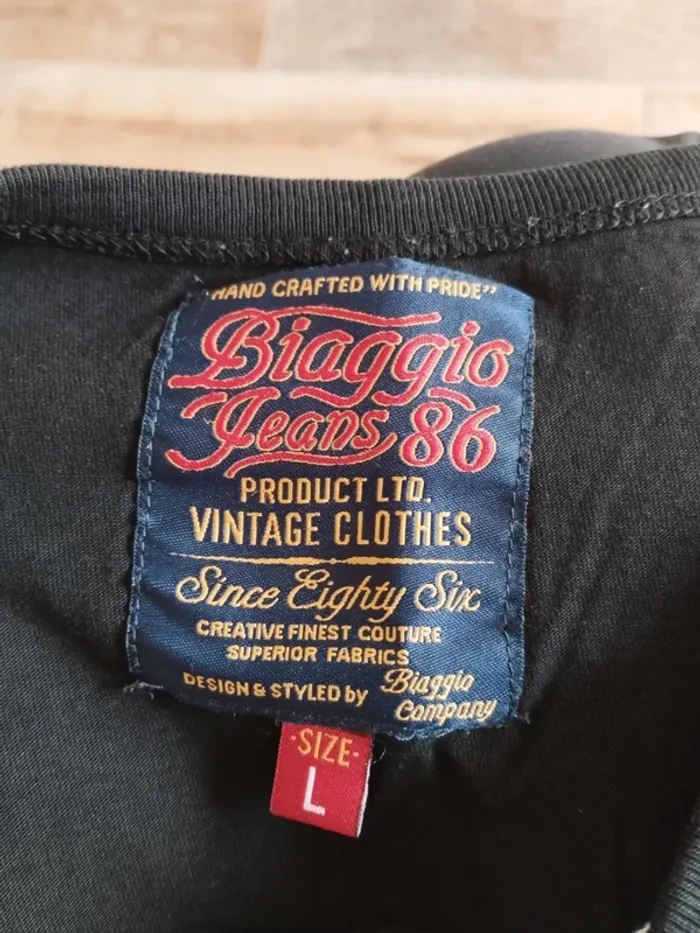 "HAND CRAFTED WITH PRIDE"
Biaggio
Jeans 86
PRODUCT LTD.
VINTAGE CLOTHES
Since Eighty Six
CREATIVE FINEST COUTURE
SUPERIOR FABRICS
DESIGN & STYLED by Biaggio
Company
·SIZE·
L